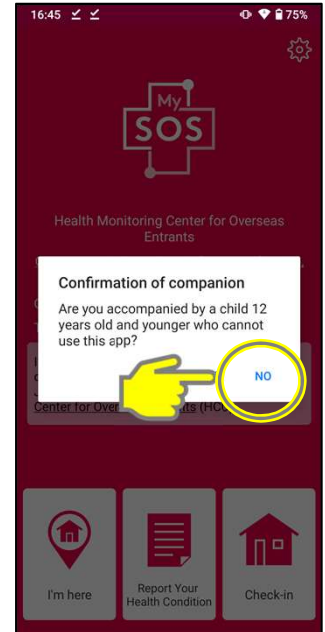 16:45 75%
My
SOS
Health Monitoring Center for Overseas
Entrants
Confirmation of companion
Are you accompanied by a child 12
years old and younger who cannot
use this app?
NO
Center for Over
I'm here
Report Your
Health Condition
Check-in